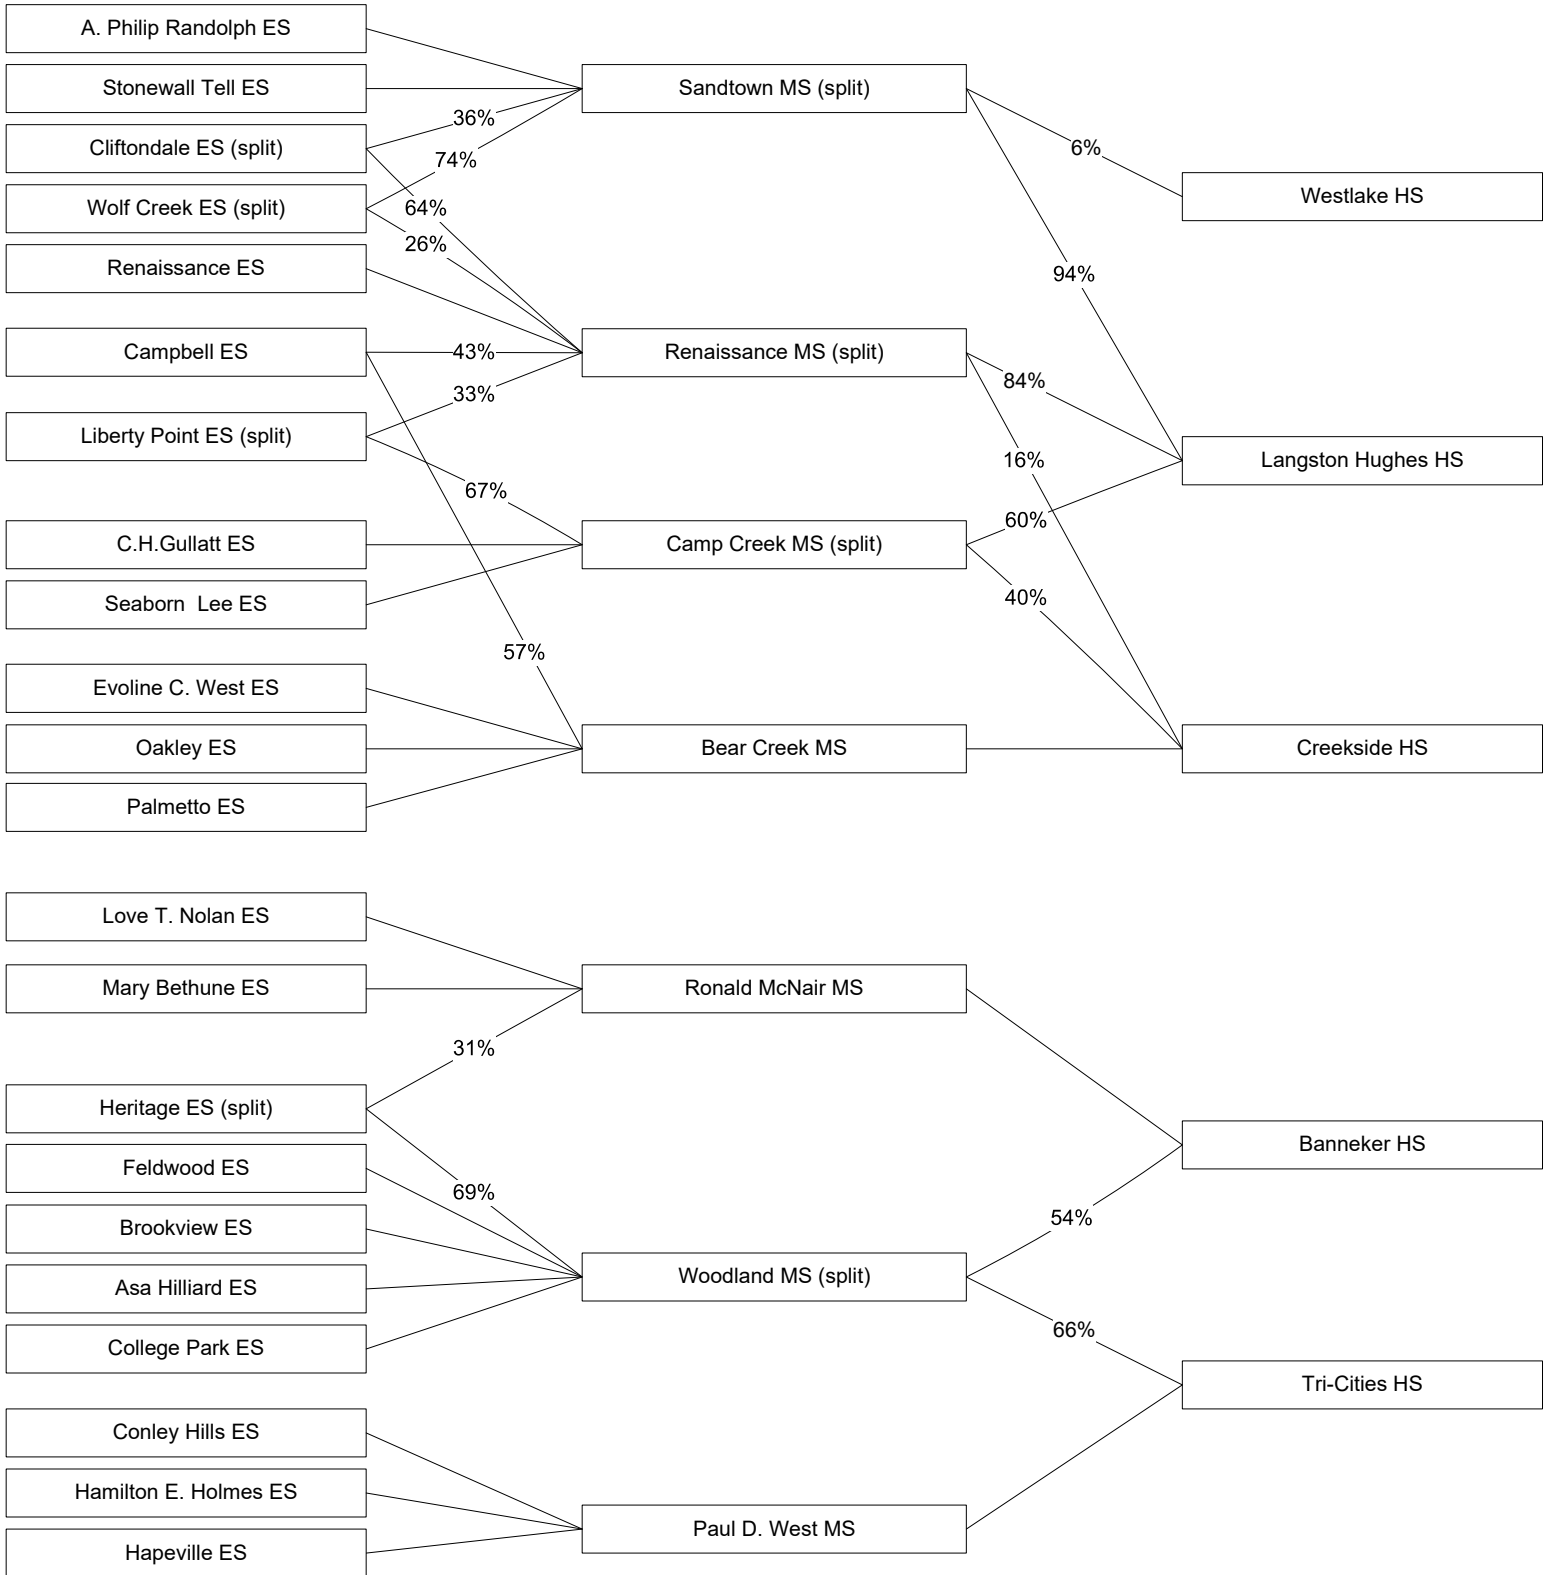 A. Philip Randolph ES
Stonewall Tell ES
Sandtown MS (split)
36%
Cliftondale ES (split)
6%
74%
Wolf Creek ES (split)
64%
Westlake HS
26%
Renaissance ES
94%
Campbell ES
43%
Renaissance MS (split)
84%
33%
Liberty Point ES (split)
16%
Langston Hughes HS
67%
60%
C.H.Gullatt ES
Camp Creek MS (split)
40%
Seaborn  Lee ES
57%
Evoline C. West ES
Oakley ES
Bear Creek MS
Creekside HS
Palmetto ES
Love T. Nolan ES
Mary Bethune ES
Ronald McNair MS
31%
Heritage ES (split)
Banneker HS
Feldwood ES
69%
54%
Brookview ES
Woodland MS (split)
Asa Hilliard ES
66%
College Park ES
Tri-Cities HS
Conley Hills ES
Hamilton E. Holmes ES
Paul D. West MS
Hapeville ES